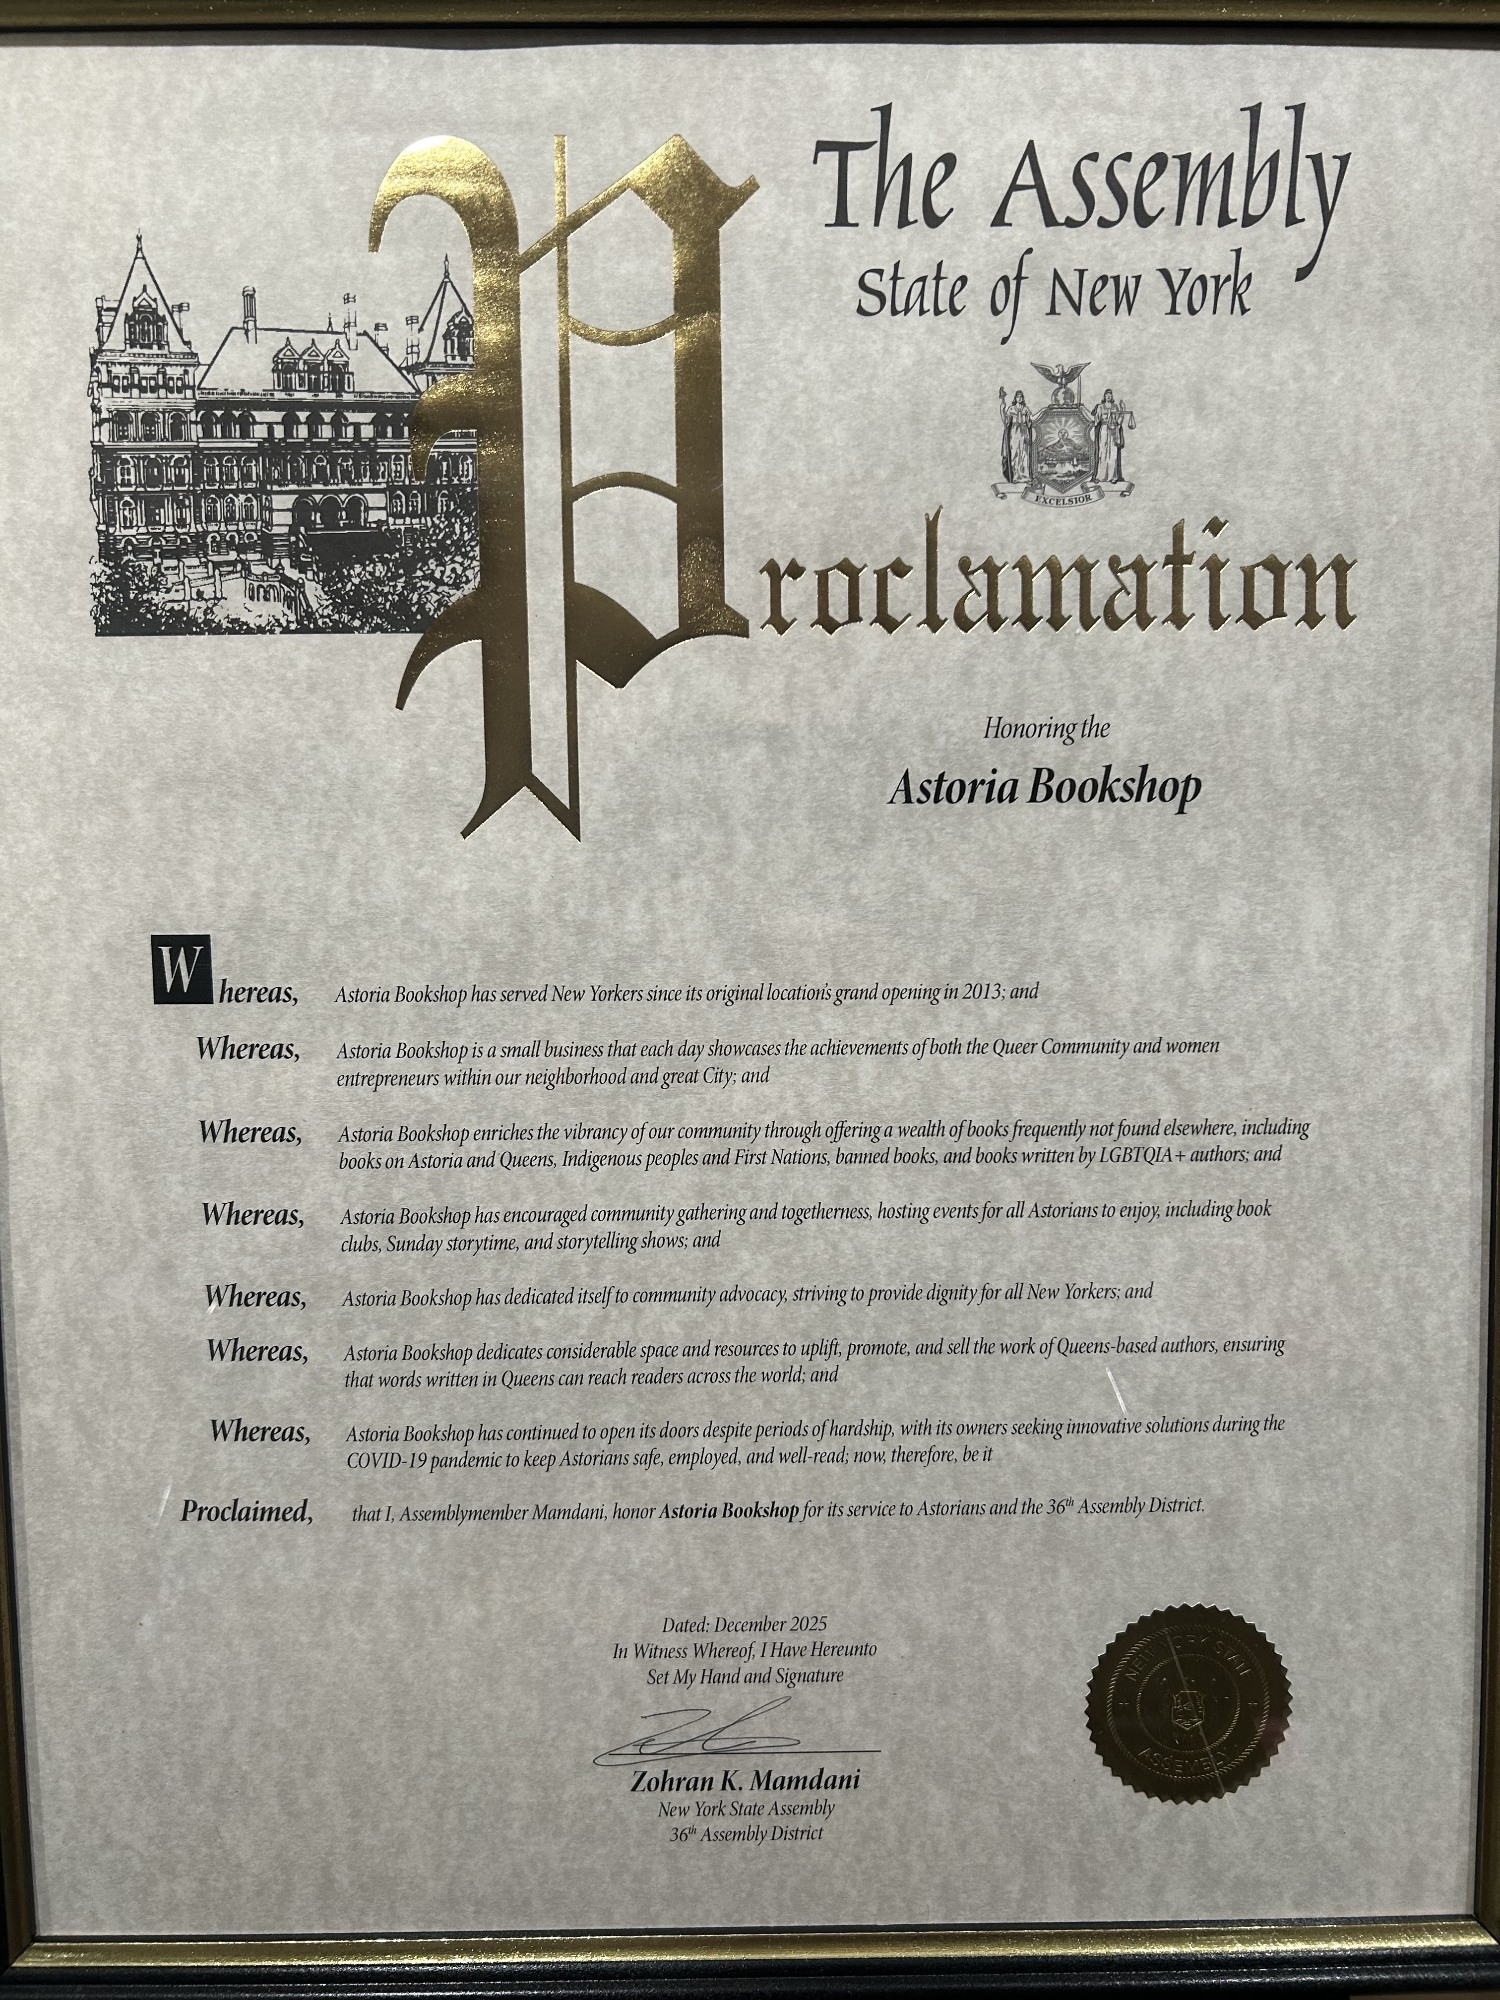 The Assembly
State of New York
EXCELSIOR
Proclamation
Honoring the
Astoria Bookshop
Whereas, Astoria Bookshop has served New Yorkers since its original location's grand opening in 2013; and
Whereas, Astoria Bookshop is a small business that each day showcases the achievements of both the Queer Community and women
entrepreneurs within our neighborhood and great City; and
Whereas, Astoria Bookshop enriches the vibrancy of our community through offering a wealth of books frequently not found elsewhere, including
books on Astoria and Queens, Indigenous peoples and First Nations, banned books, and books written by LGBTQIA+ authors; and
Whereas, Astoria Bookshop has encouraged community gathering and togetherness, hosting events for all Astorians to enjoy, including book
clubs, Sunday storytime, and storytelling shows; and
Whereas, Astoria Bookshop has dedicated itself to community advocacy, striving to provide dignity for all New Yorkers; and
Whereas, Astoria Bookshop dedicates considerable space and resources to uplift, promote, and sell the work of Queens-based authors, ensuring
that words written in Queens can reach readers across the world; and
Whereas, Astoria Bookshop has continued to open its doors despite periods of hardship, with its owners seeking innovative solutions during the
COVID-19 pandemic to keep Astorians safe, employed, and well-read; now, therefore, be it
Proclaimed, that I, Assemblymember Mamdani, honor Astoria Bookshop for its service to Astorians and the 36th Assembly District.
Dated: December 2025
In Witness Whereof, I Have Hereunto
Set My Hand and Signature
Zohran K. Mamdani
New York State Assembly
36th Assembly District
NEW YORK STATE
ASSEMBLY